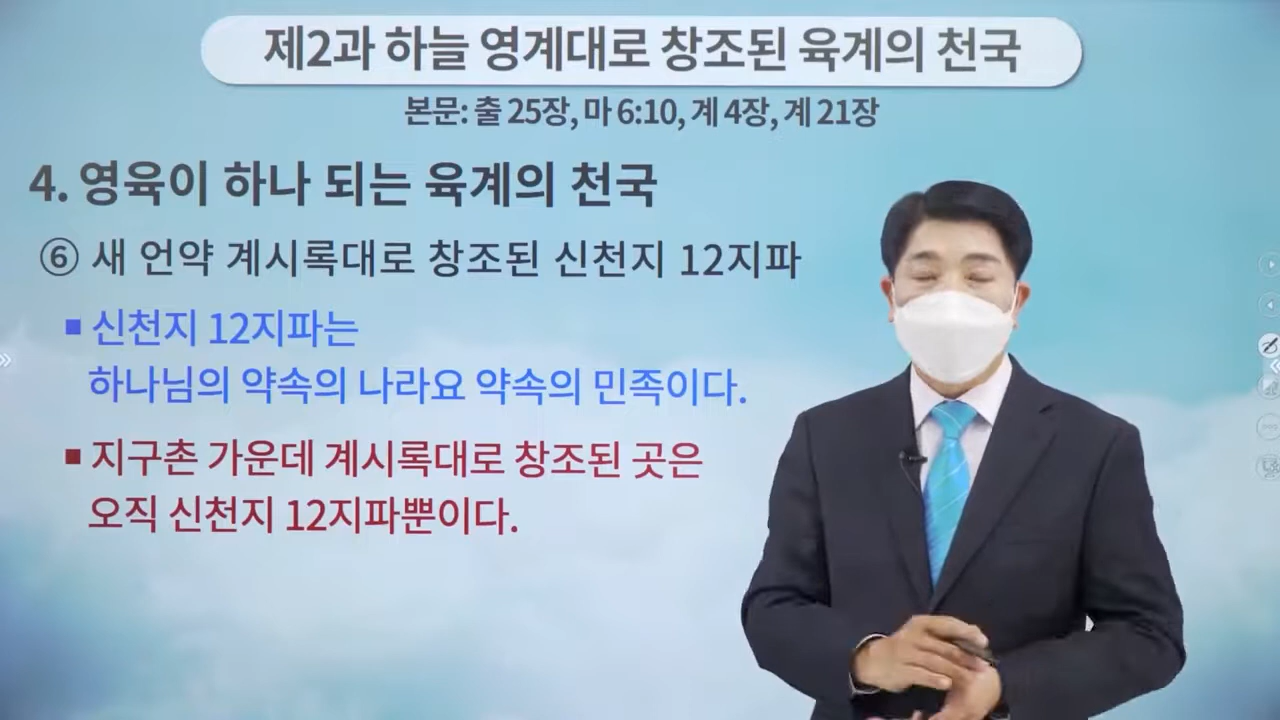 제2과 하늘 영계대로 창조된 육계의 천국
본문: 출 25장, 마 6:10, 계 4장, 계 21장
4. 영육이 하나 되는 육계의 천국
⑥ 새 언약 계시록대로 창조된 신천지 12지파
■ 신천지 12지파는
하나님의 약속의 나라요 약속의 민족이다.
■ 지구촌 가운데 계시록대로 창조된 곳은
오직 신천지 12지파뿐이다.